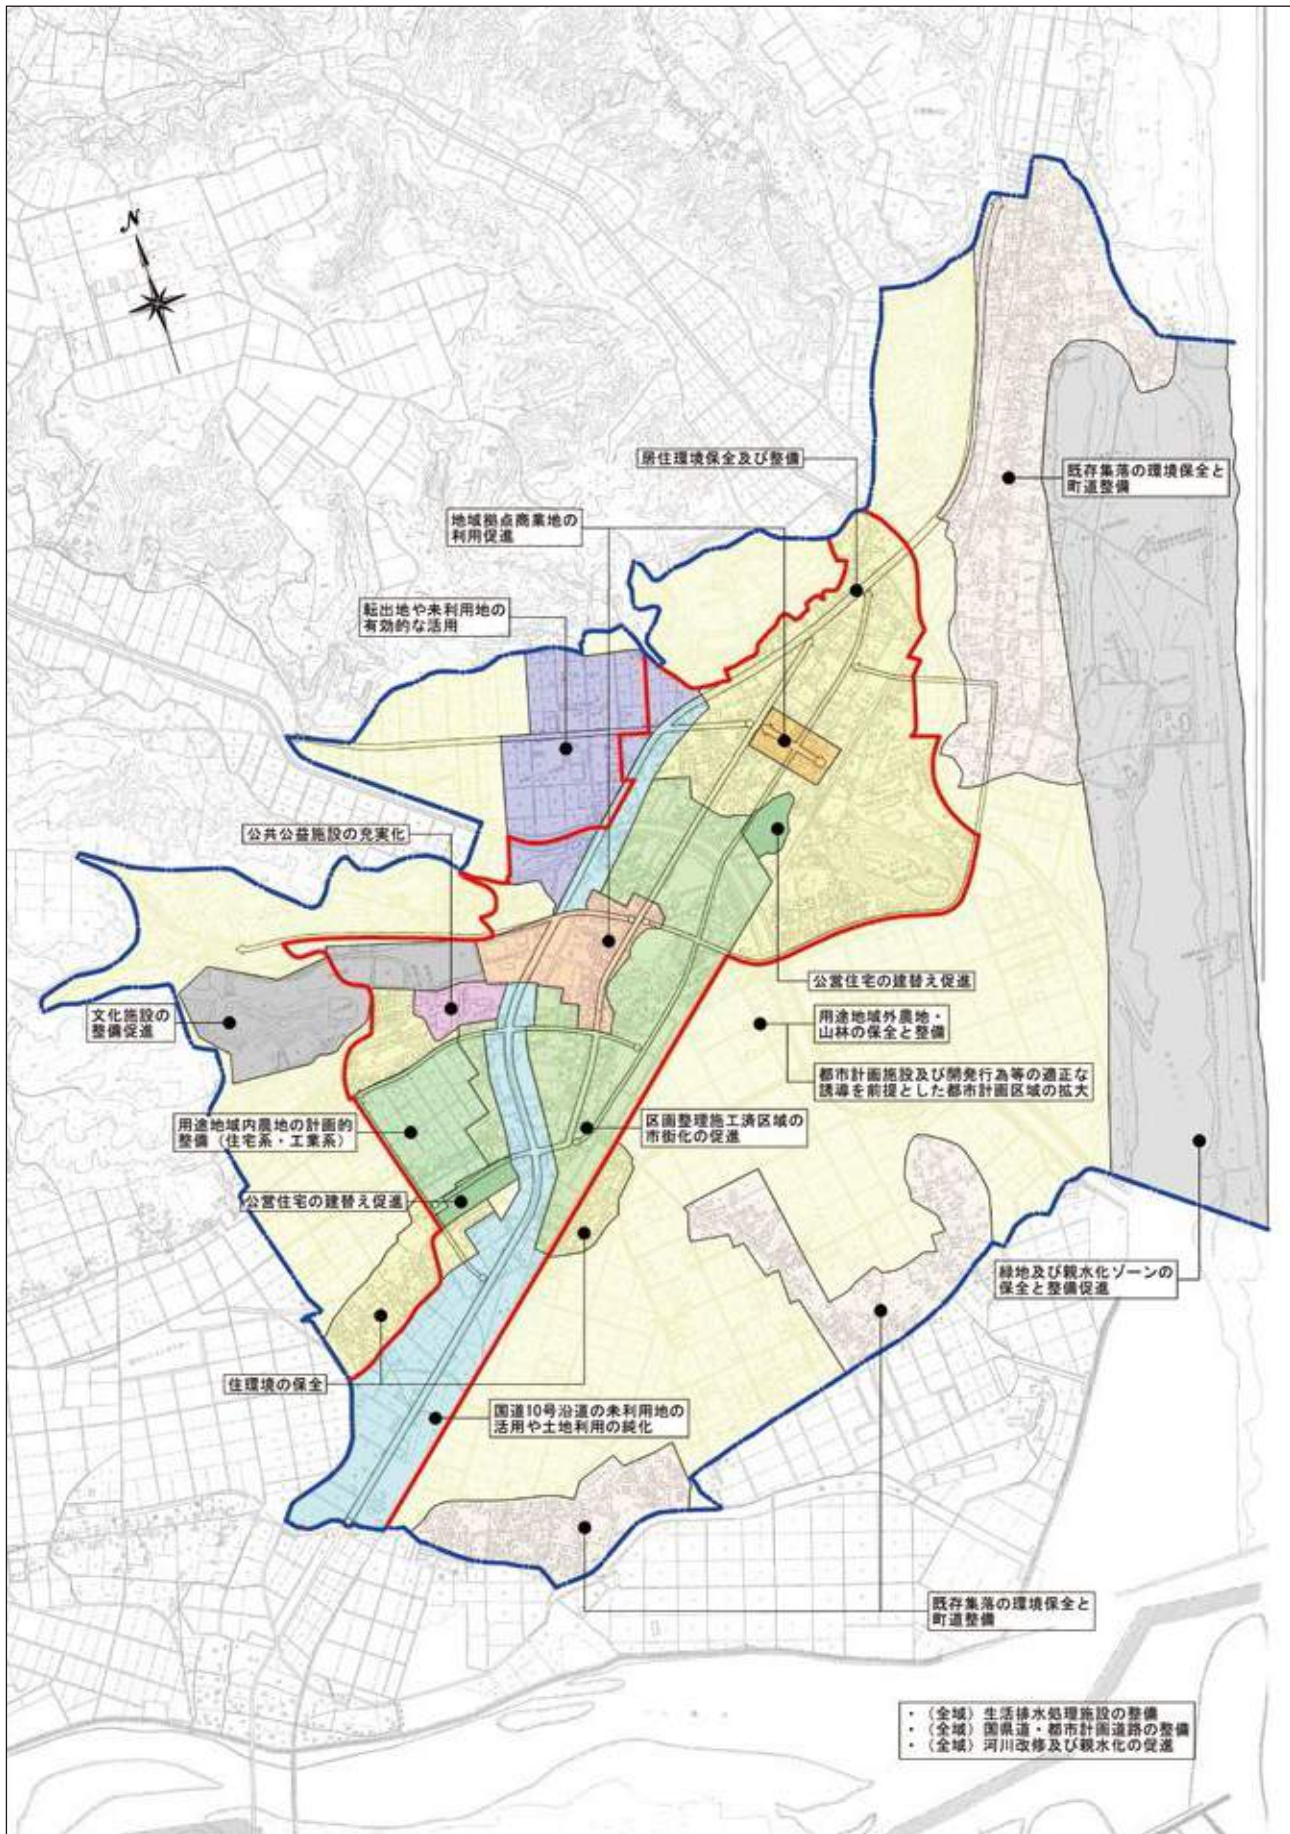 N
居住環境保全及び整備
既存集落の環境保全と
町道整備
地域拠点商業地の
利用促進
転出地や未利用地の
有効的な活用
公共公益施設の充実化
公営住宅の建替え促進
文化施設の
整備促進
用途地域外農地・
山林の保全と整備
都市計画施設及び開発行為等の適正な
誘導を前提とした都市計画区域の拡大
用途地域内農地の計画的
整備（住宅系・工業系）
区画整理施工済区域の
市街化の促進
公営住宅の建替え促進
緑地及び親水化ゾーンの
保全と整備促進
住環境の保全
国道10号沿道の未利用地の
活用や土地利用の純化
既存集落の環境保全と
町道整備
・（全域）生活排水処理施設の整備
・（全域）国県道・都市計画道路の整備
・（全域）河川改修及び親水化の促進